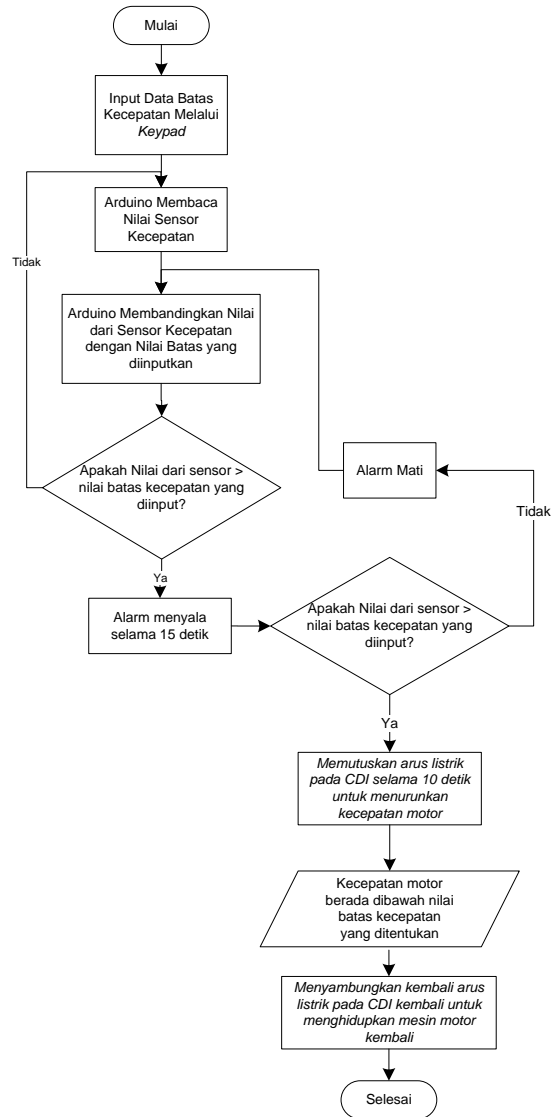 Mulai
Input Data Batas
Kecepatan Melalui
Keypad
Arduino Membaca
Nilai Sensor
Kecepatan
Tidak
Arduino Membandingkan Nilai
dari Sensor Kecepatan
dengan Nilai Batas yang
diinputkan
Apakah Nilai dari sensor >
nilai batas kecepatan yang
diinput?
Alarm Mati
Tidak
Ya
Alarm menyala
selama 15 detik
Apakah Nilai dari sensor >
nilai batas kecepatan yang
diinput?
Ya
Memutuskan arus listrik
pada CDI selama 10 detik
untuk menurunkan
kecepatan motor
Kecepatan motor
berada dibawah nilai
batas kecepatan
yang ditentukan
Menyambungkan kembali arus
listrik pada CDI kembali untuk
menghidupkan mesin motor
kembali
Selesai